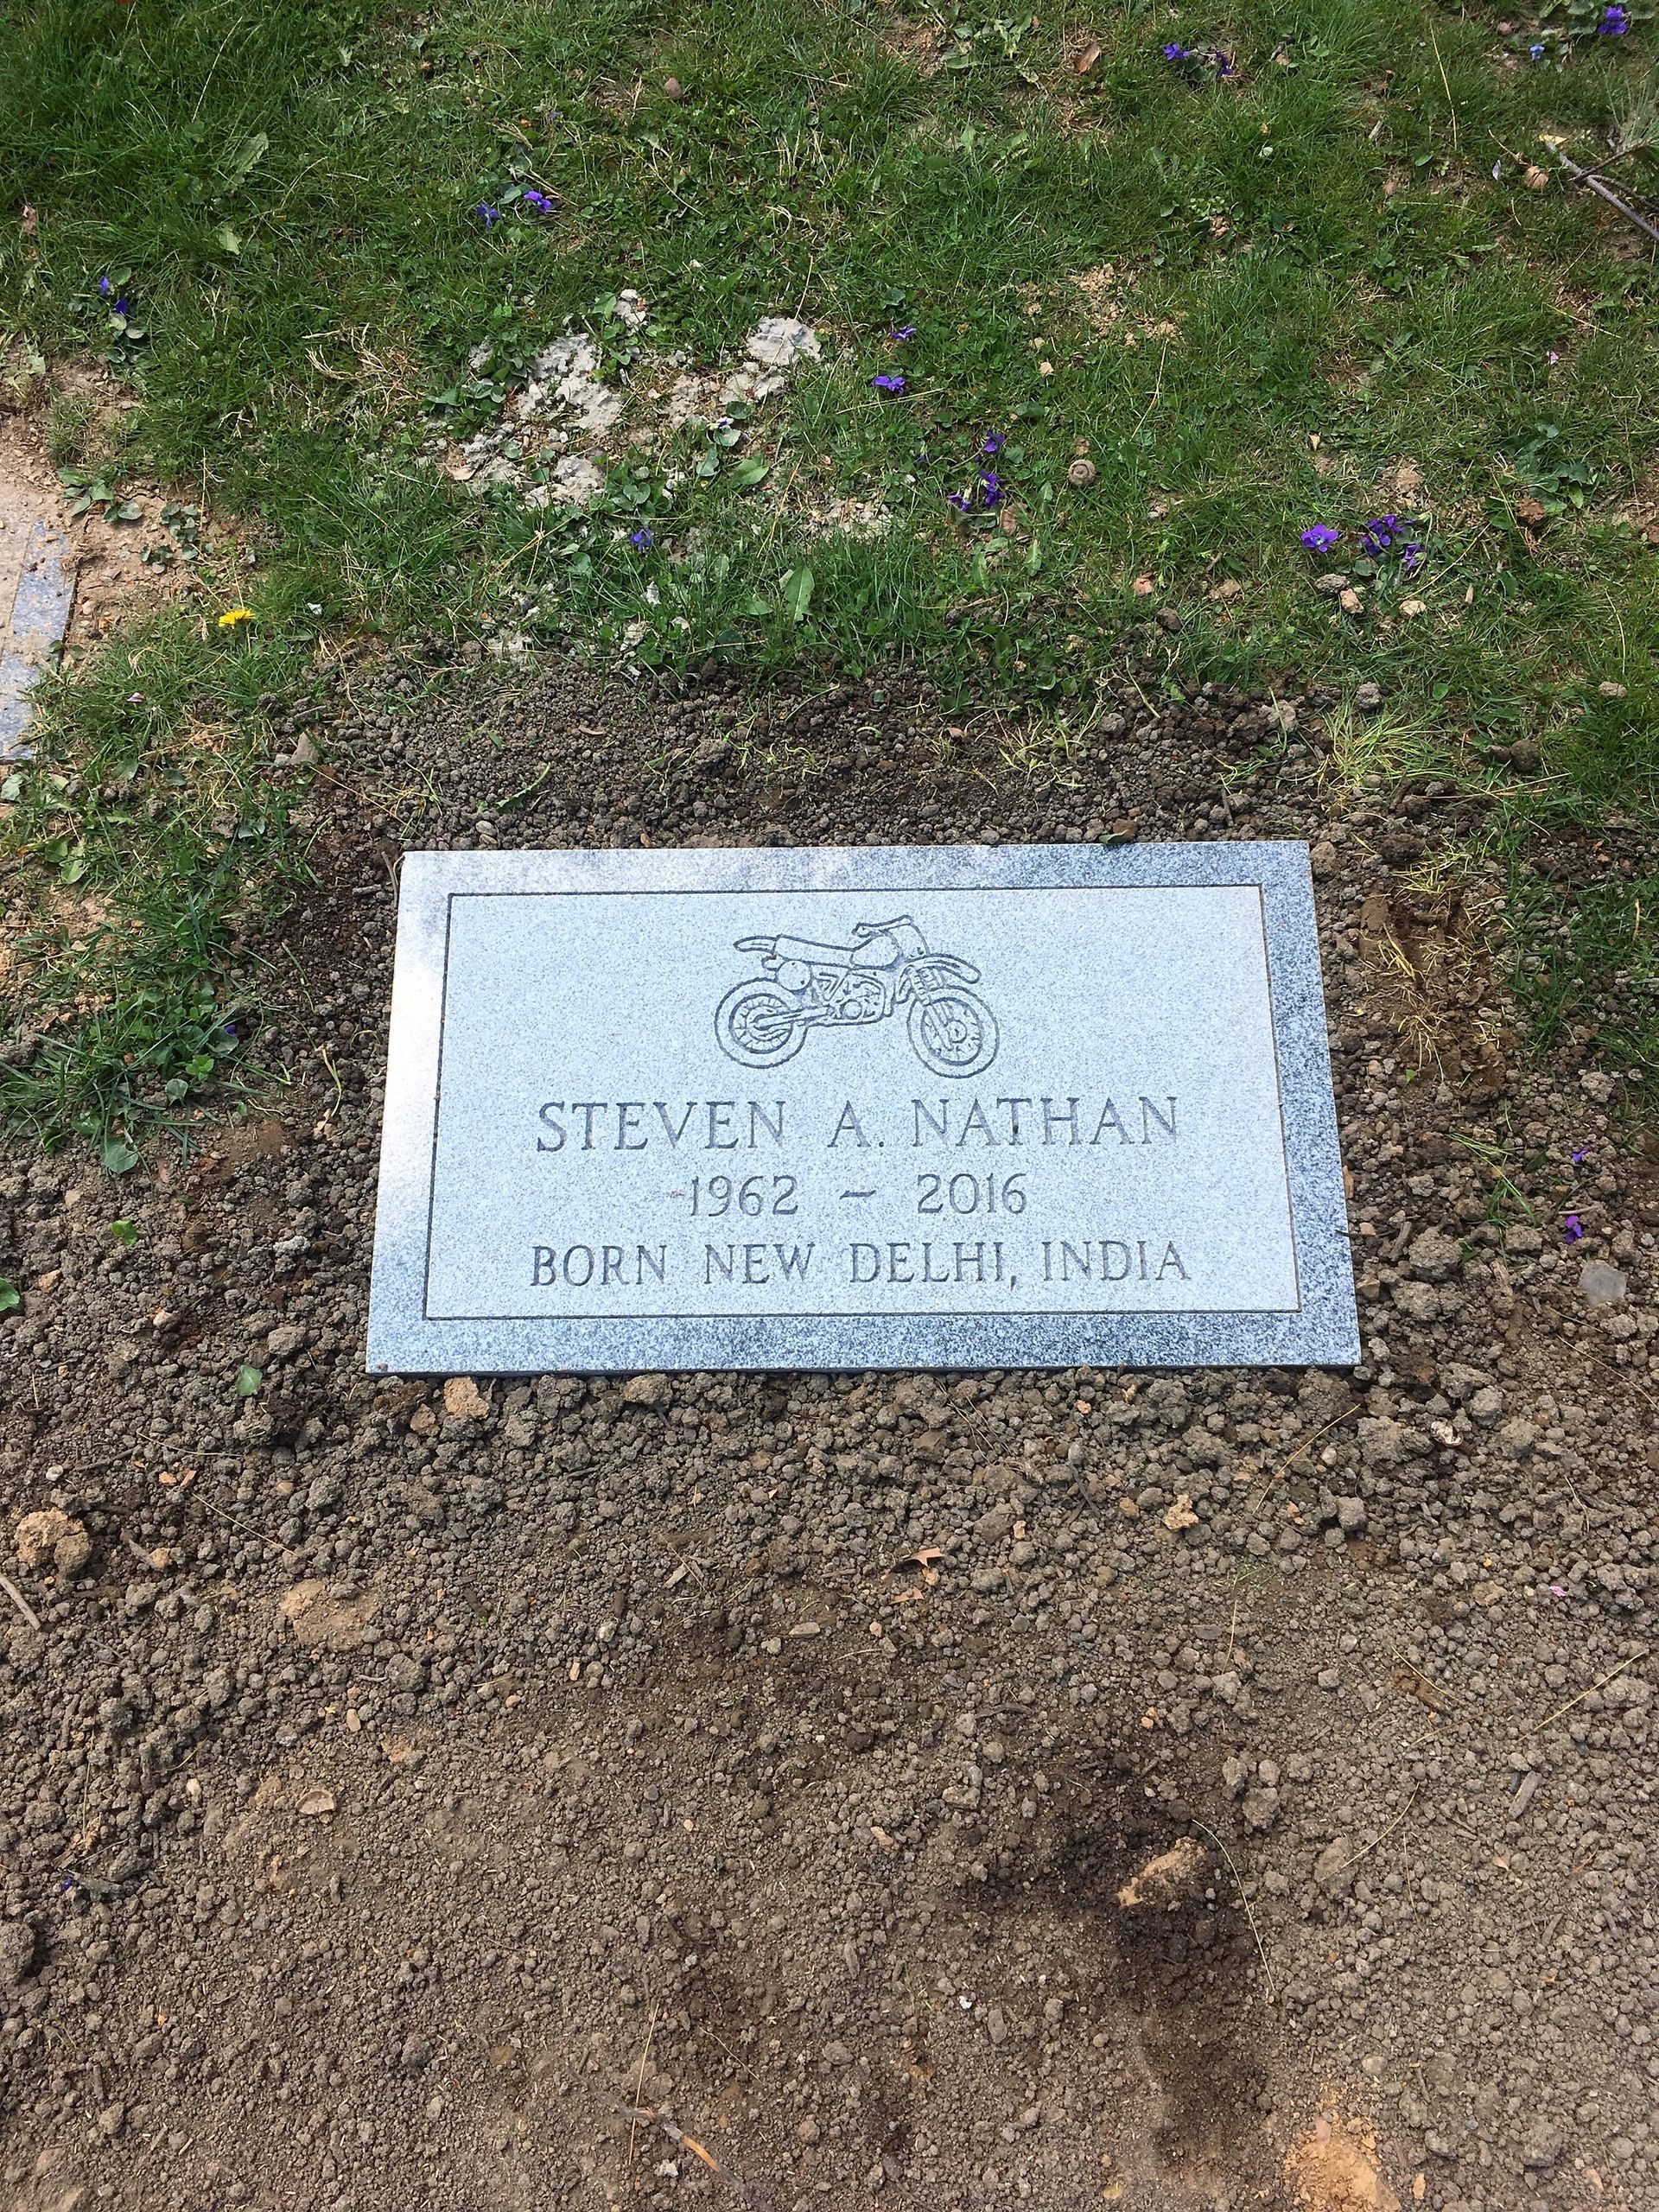 STEVEN A. NATHAN
1962 – 2016
BORN NEW DELHI, INDIA